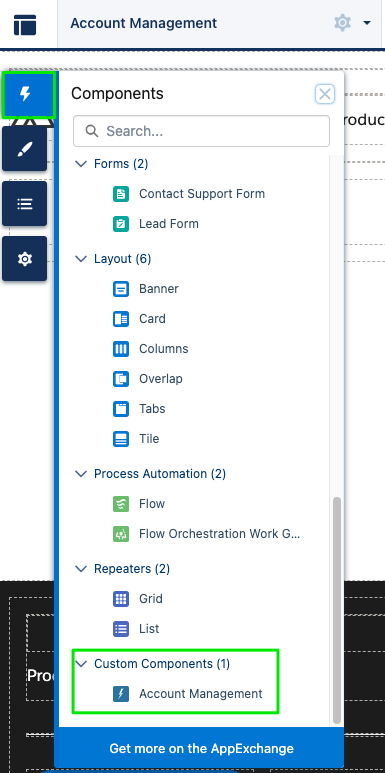 Account Management
Components
Search...
Forms (2)
Contact Support Form
Lead Form
Layout (6)
Banner
Card
Columns
Overlap
Tabs
Tile
Process Automation (2)
Flow
Flow Orchestration Work G...
Repeaters (2)
Grid
List
Custom Components (1)
Account Management
Get more on the AppExchange